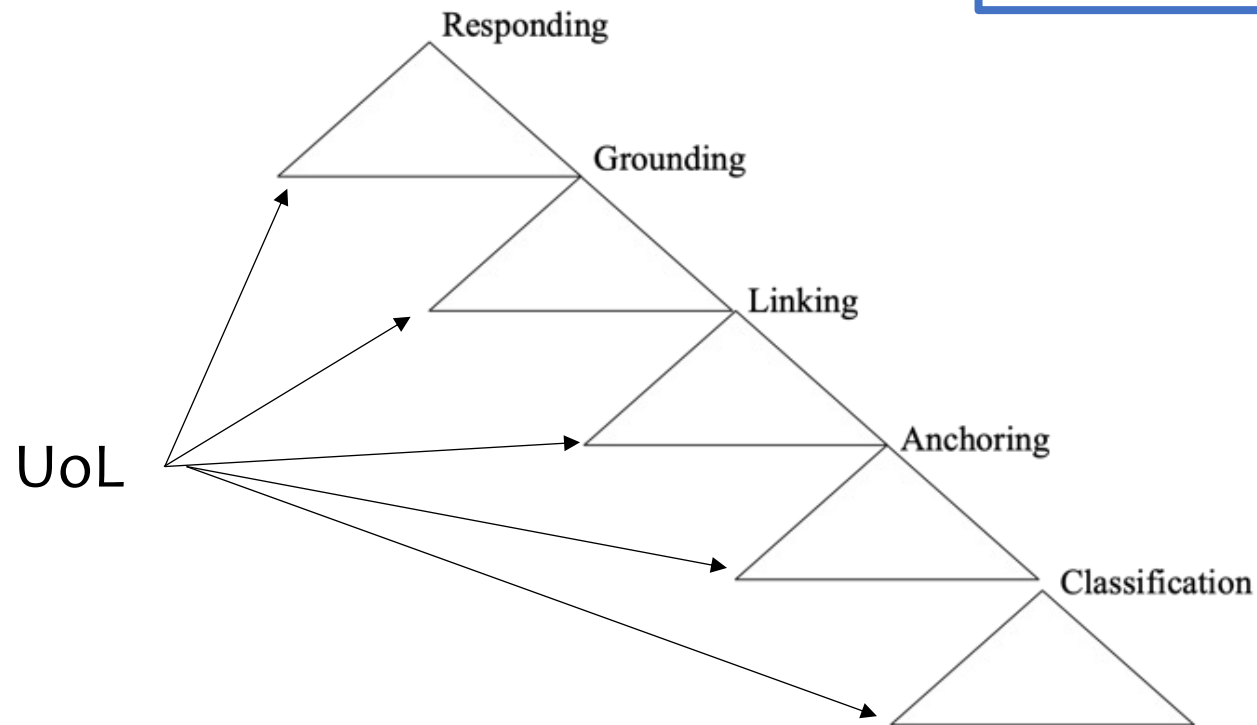 Responding
Grounding
Linking
UoL
Anchoring
Classification